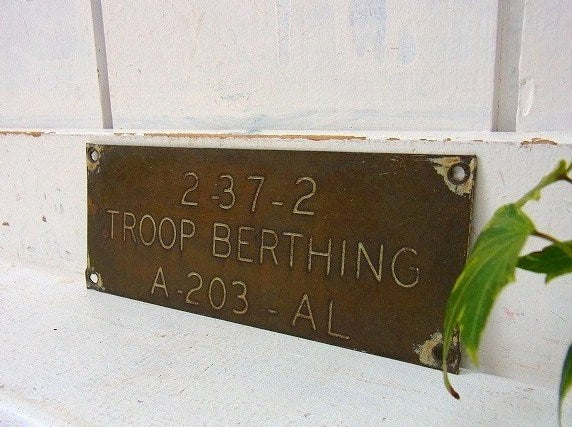 2-37-2
TROOP BERTHING
A-203-AL